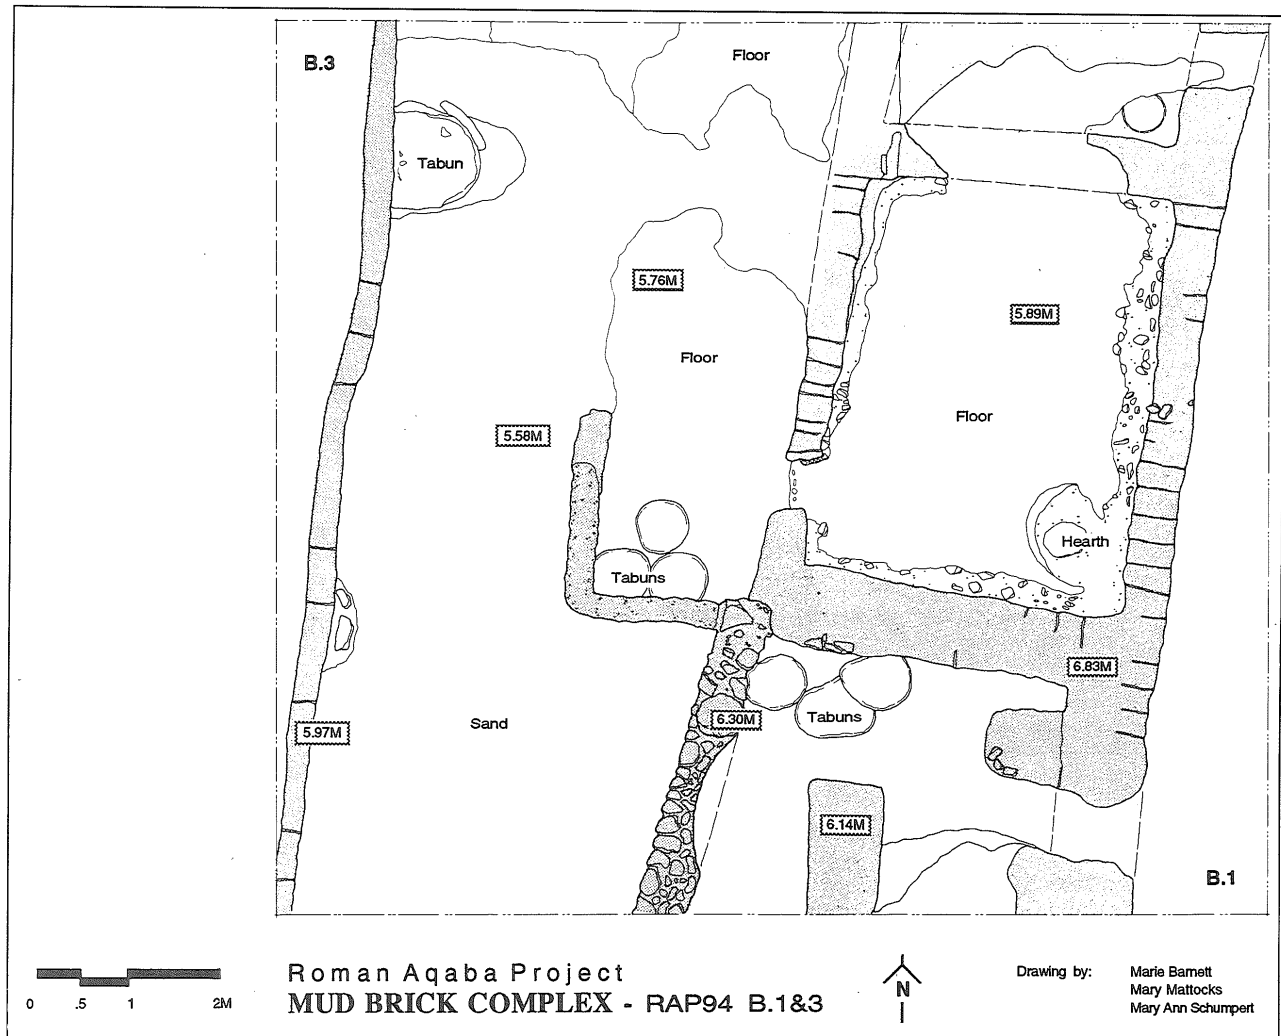 B.3
Floor
Tabun
5.76M
5.89M
Floor
Floor
5.58M
Hearth
Tabuns
6.83M
Sand
6.30M
Tabuns
5.97M
6.14M
B.1
0 .5 1 2M
Roman Aqaba Project
MUD BRICK COMPLEX - RAP94 B.1&3
N
Drawing by: Marie Barnett
Mary Mattocks
Mary Ann Schumpert